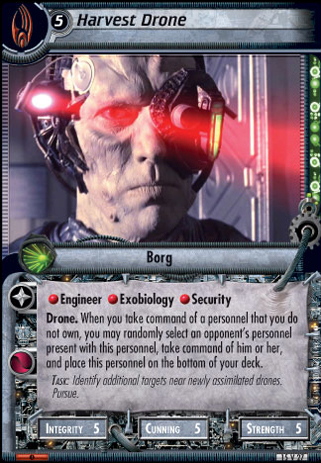 5 Harvest Drone
Borg
Engineer Exobiology Security
Drone. When you take command of a personnel that you do
not own, you may randomly select an opponent's personnel
present with this personnel, take command of him or her,
and place this personnel on the bottom of your deck.
Task: Identify additional targets near newly assimilated drones.
Pursue.
INTEGRITY 5 CUNNING 5 STRENGTH 5